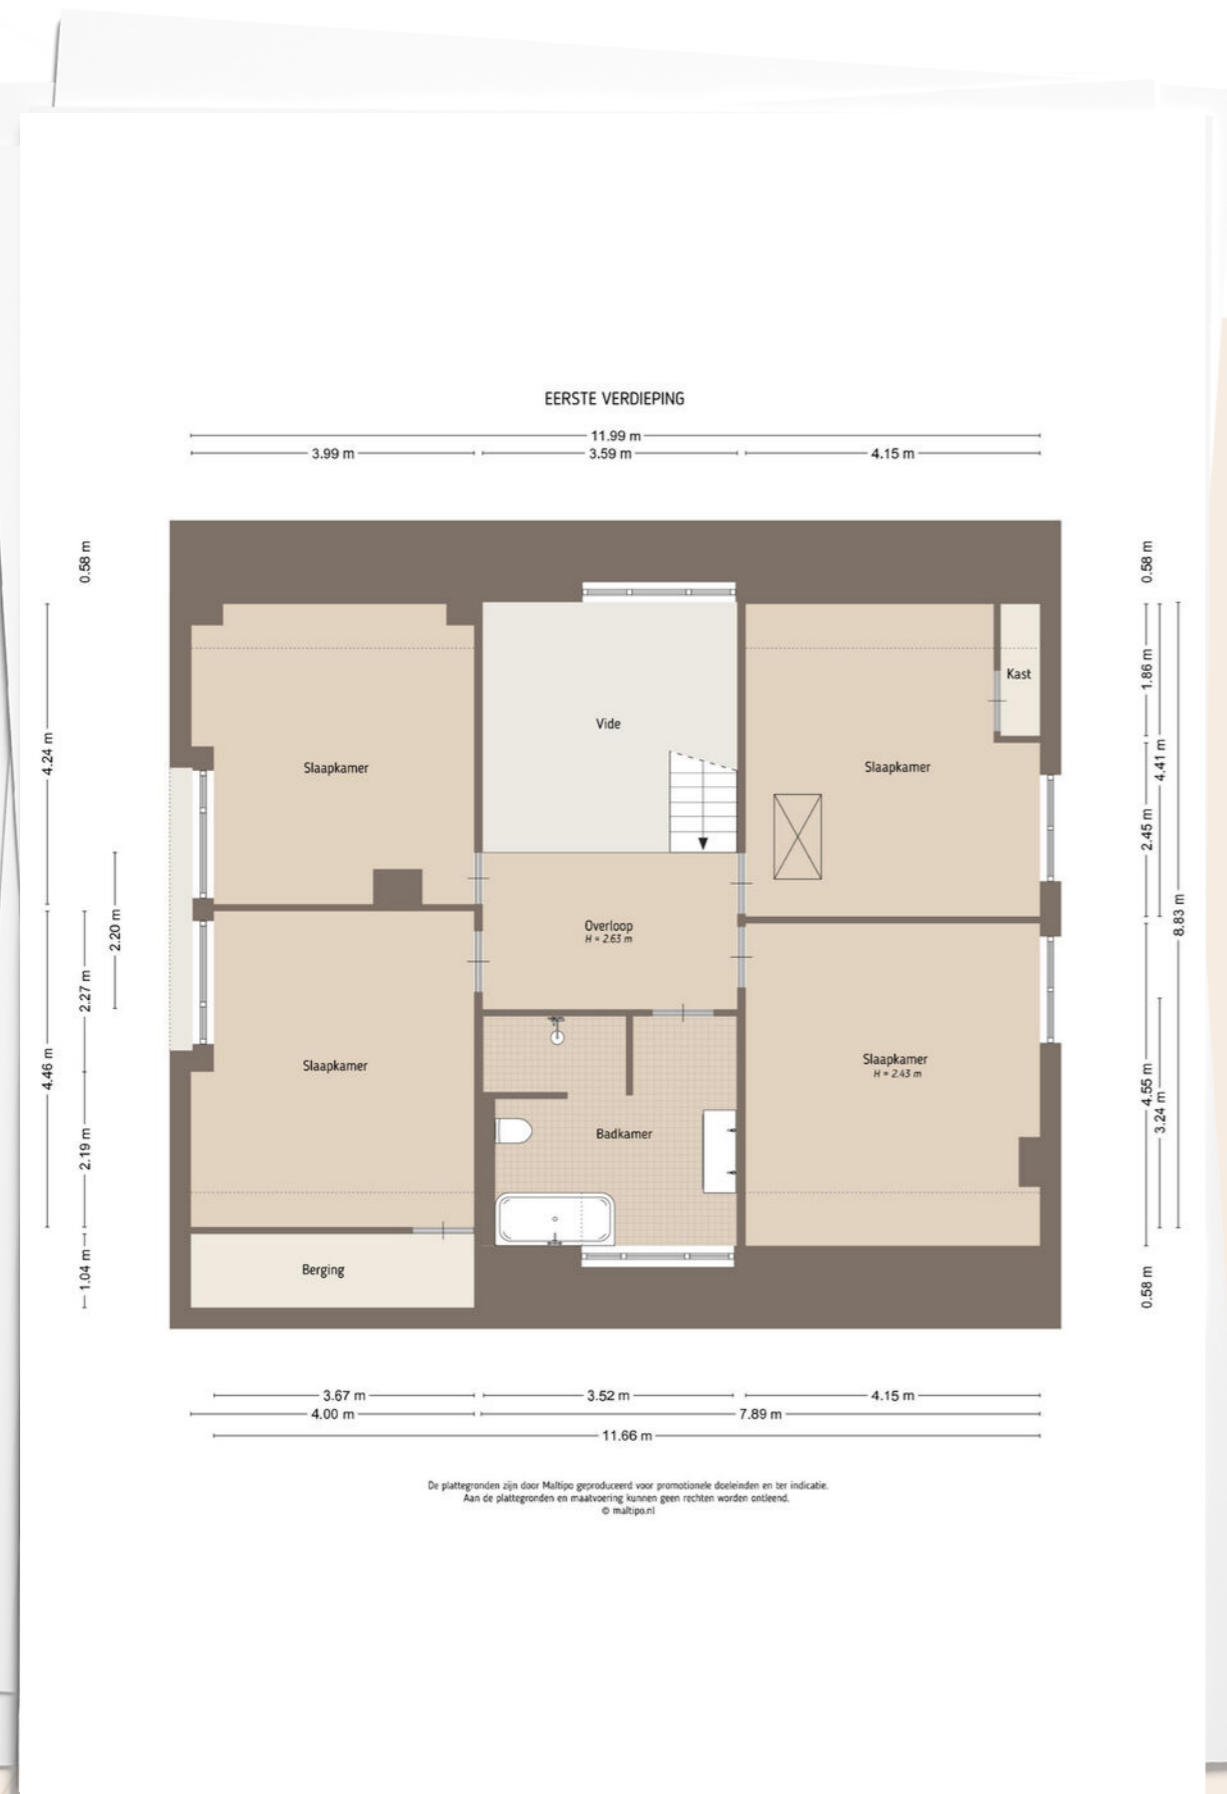 EERSTE VERDIEPING
11.99 m
3.99 m
3.59 m
4.15 m
0.58 m
0.58 m
4.24 m
1.86 m
4.41 m
2.45 m
8.83 m
Kast
Vide
Slaapkamer
Slaapkamer
2.20 m
2.27 m
4.46 m
2.19 m
1.04 m
Overloop
H = 2.63 m
Slaapkamer
H = 2.43 m
Slaapkamer
4.55 m
3.24 m
Badkamer
Berging
0.58 m
3.67 m
3.52 m
4.15 m
4.00 m
7.89 m
11.66 m
De plattegronden zijn door Maltipo geproduceerd voor promotionele doeleinden en ter indicatie.
Aan de plattegronden en maatvoering kunnen geen rechten worden ontleend.
© maltipo.nl